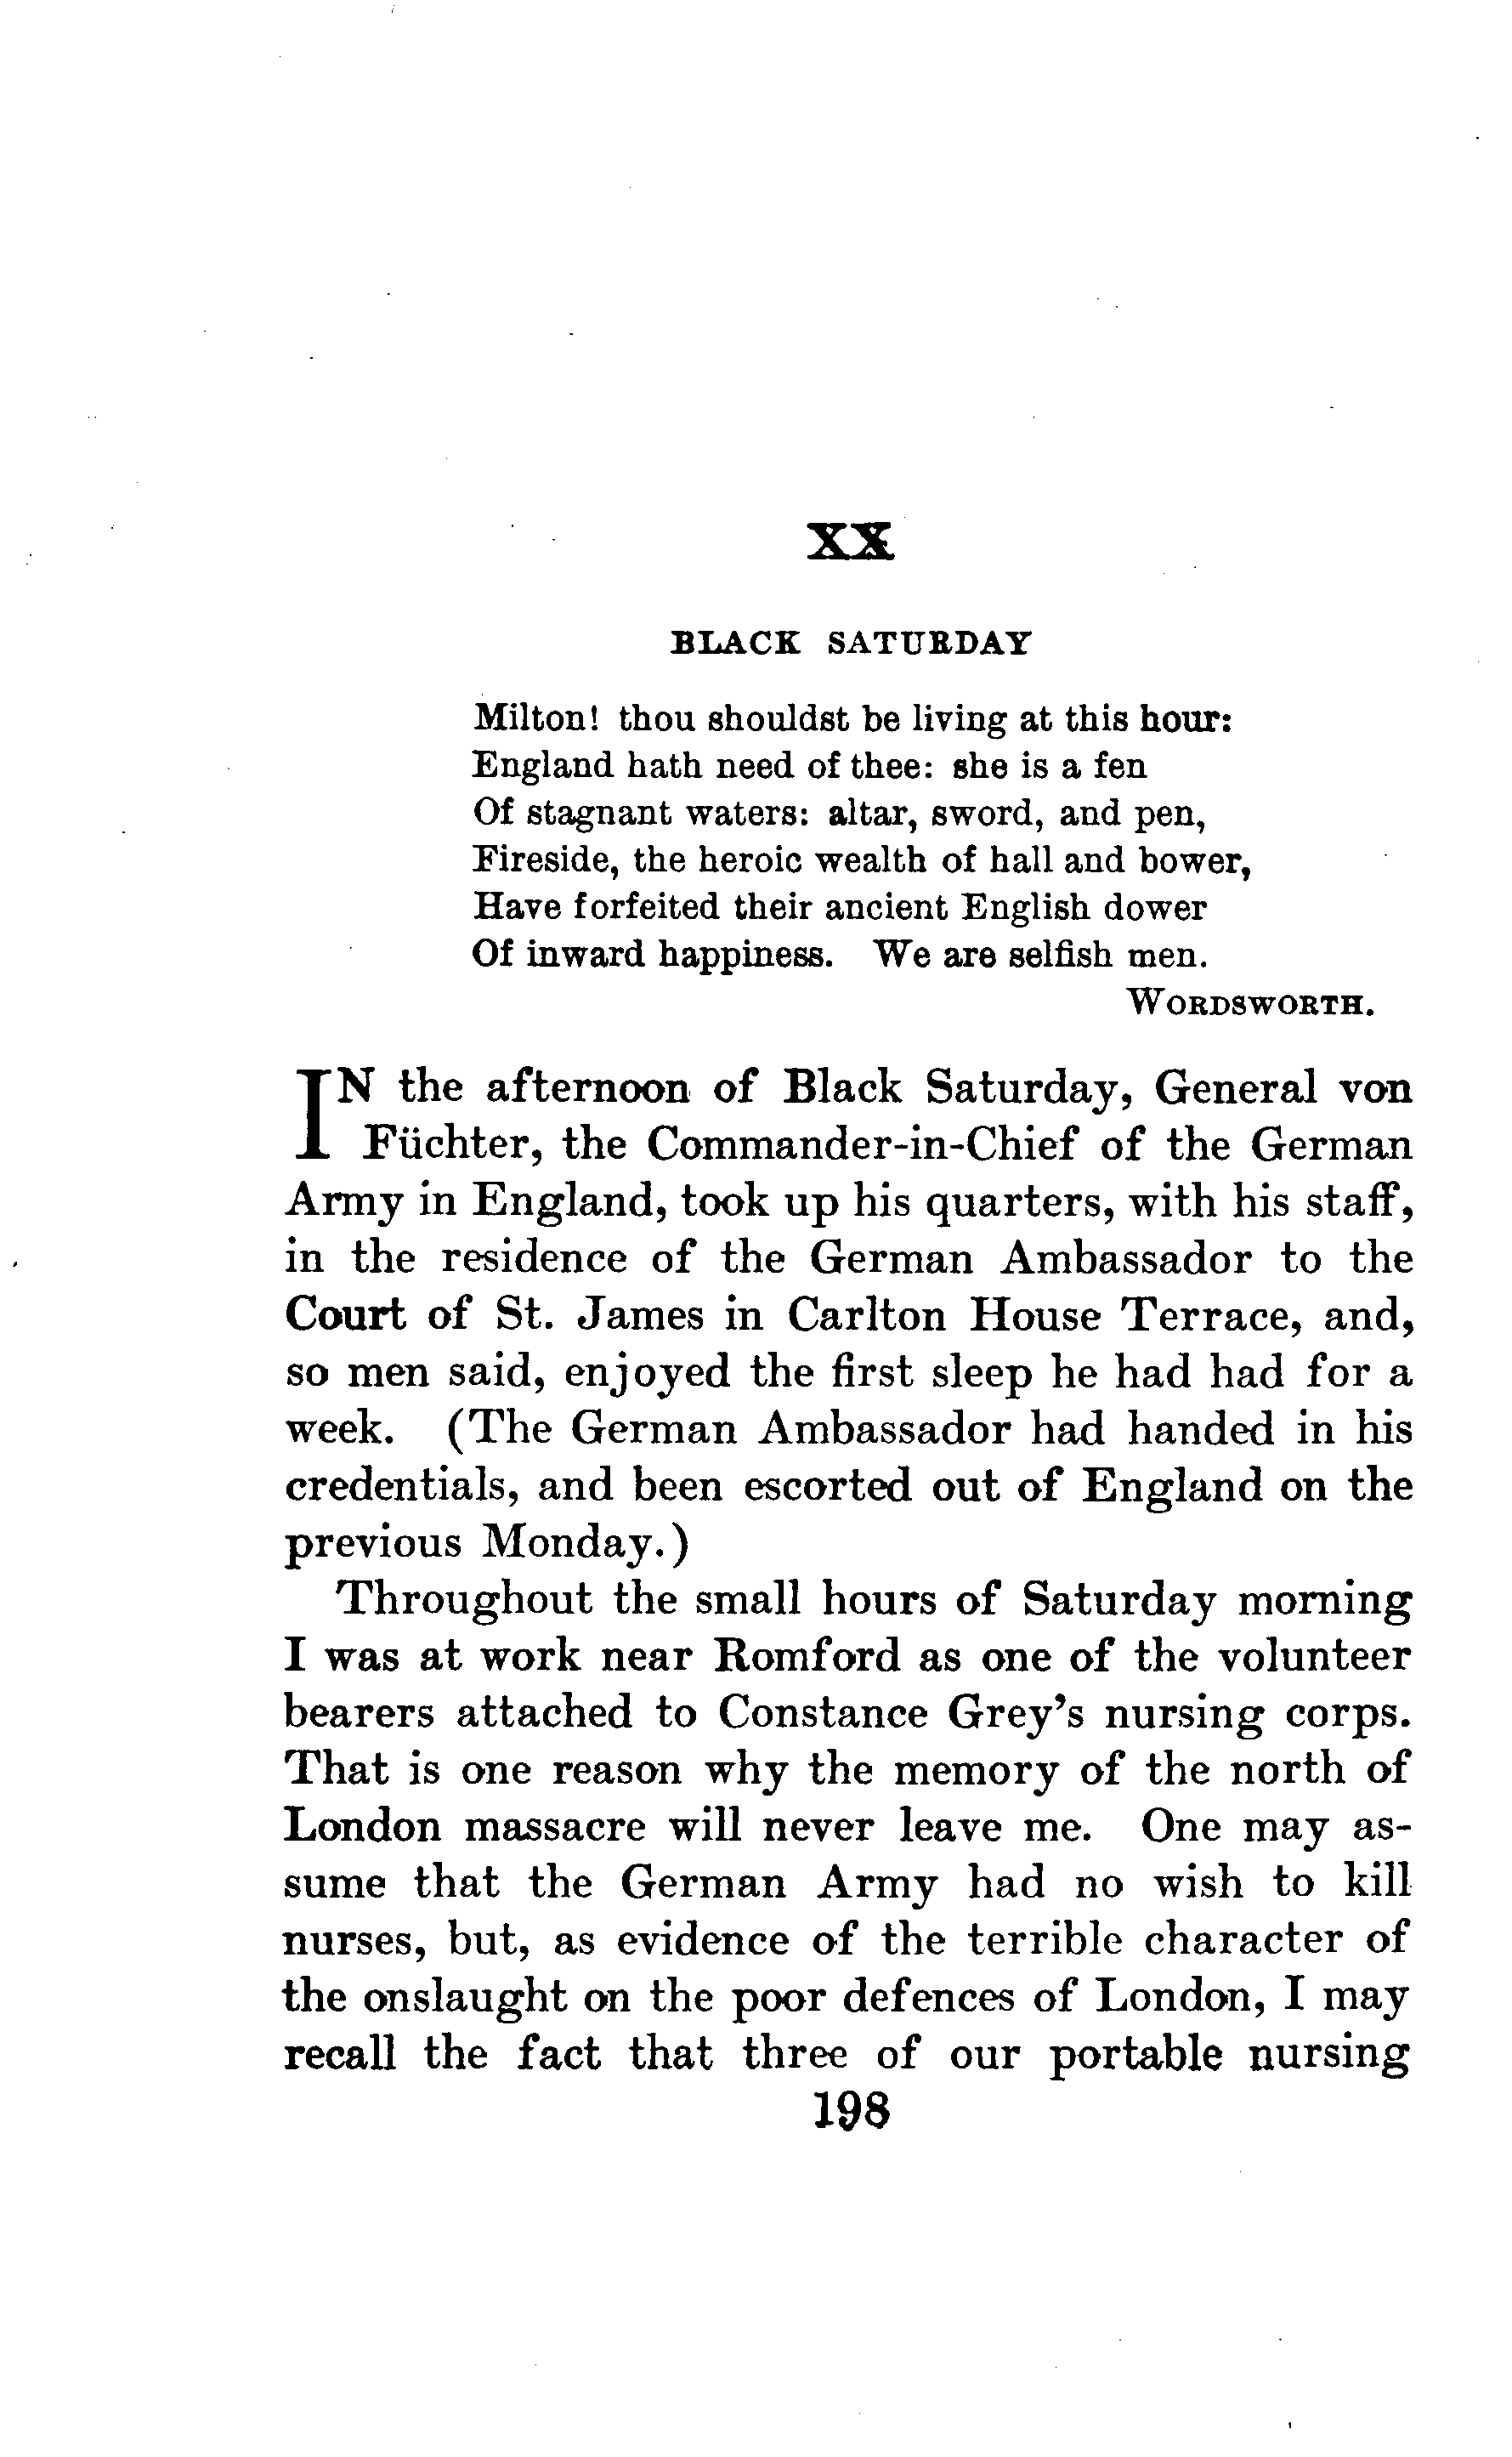 XX
BLACK SATURDAY
Milton! thou shouldst be living at this hour:
England hath need of thee: she is a fen
Of stagnant waters: altar, sword, and pen,
Fireside, the heroic wealth of hall and bower,
Have forfeited their ancient English dower
Of inward happiness. We are selfish men.
WORDSWORTH.
IN the afternoon of Black Saturday, General von
Füchter, the Commander-in-Chief of the German
Army in England, took up his quarters, with his staff,
in the residence of the German Ambassador to the
Court of St. James in Carlton House Terrace, and,
so men said, enjoyed the first sleep he had had for a
week. (The German Ambassador had handed in his
credentials, and been escorted out of England on the
previous Monday.)
Throughout the small hours of Saturday morning
I was at work near Romford as one of the volunteer
bearers attached to Constance Grey's nursing corps.
That is one reason why the memory of the north of
London massacre will never leave me. One may as-
sume that the German Army had no wish to kill
nurses, but, as evidence of the terrible character of
the onslaught on the poor defences of London, I may
recall the fact that three of our portable nursing
198